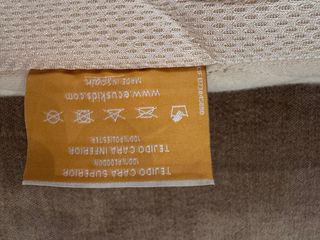 TEJIDO CARA SUPERIOR
100% ALGODON
TEJIDO CARA INFERIOR
100% POLIESTER
www.ecuskids.com
MADE IN Spain